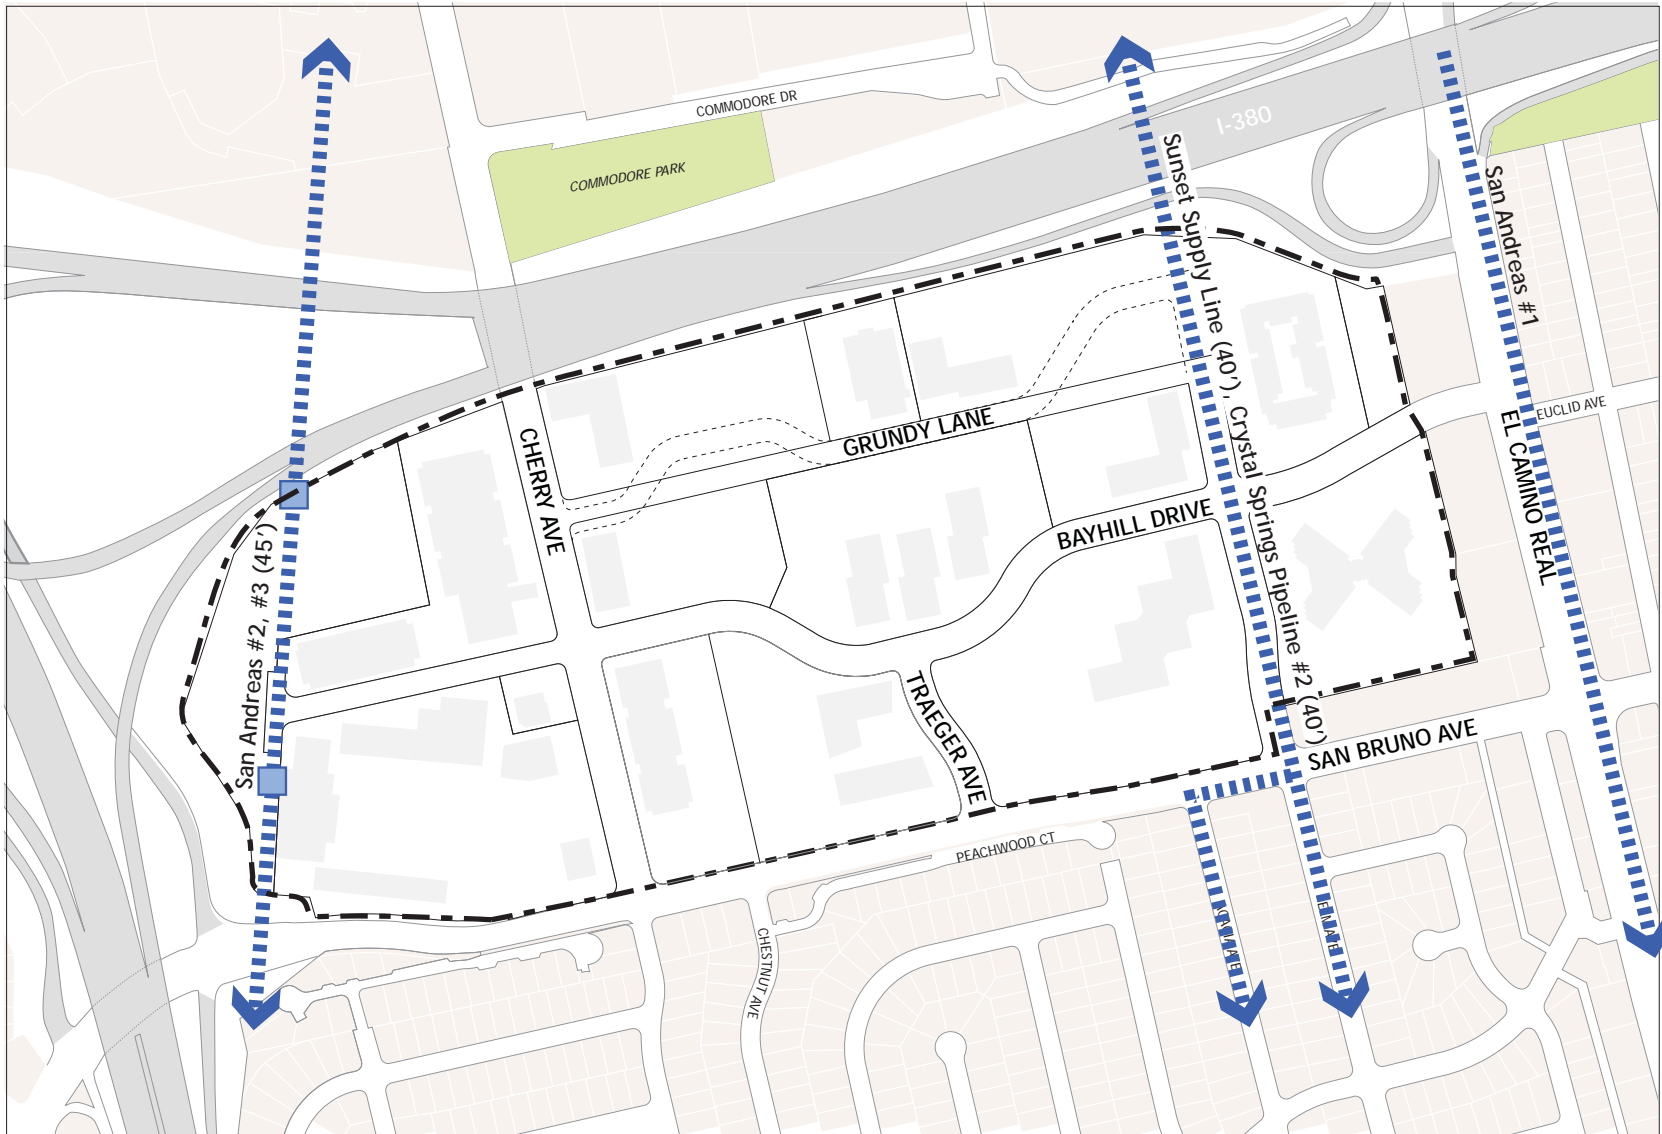 COMMODORE DR
I-380
COMMODORE PARK
Sunset Supply Line (40'), Crystal Springs Pipeline #2 (40')
San Andreas #1
EUCLID AVE
EL CAMINO REAL
GRUNDY LANE
CHERRY AVE
BAYHILL DRIVE
San Andreas #2, #3 (45')
TRAEGER AVE
SAN BRUNO AVE
PEACHWOOD CT
CHESTNUT AVE